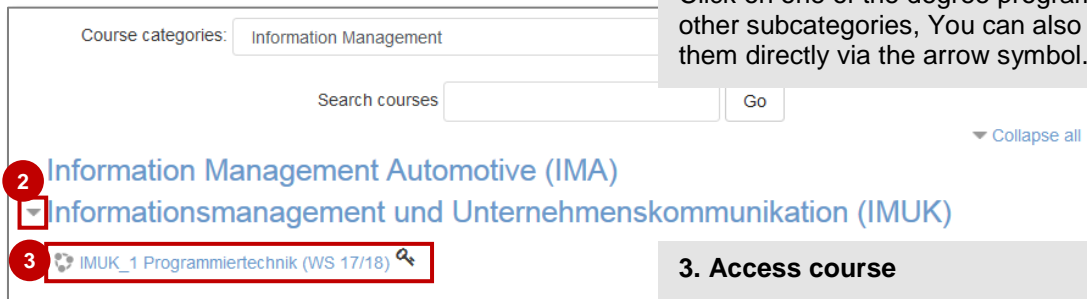 Click on one of the degree program
other subcategories, You can also
them directly via the arrow symbol.
Course categories: Information Management
Search courses Go
Collapse all
2
Information Management Automotive (IMA)
Informationsmanagement und Unternehmenskommunikation (IMUK)
3 IMUK_1 Programmiertechnik (WS 17/18)
3. Access course